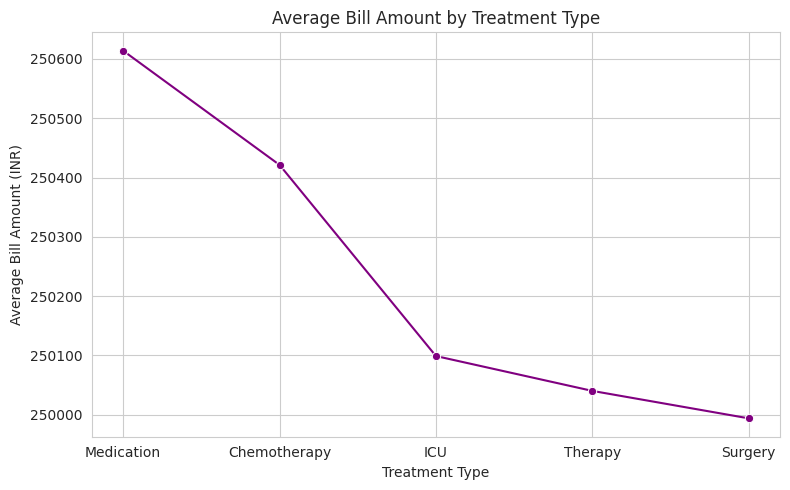 Average Bill Amount by Treatment Type
Average Bill Amount (INR)
250600
250500
250400
250300
250200
250100
250000
Medication Chemotherapy ICU Therapy Surgery
Treatment Type